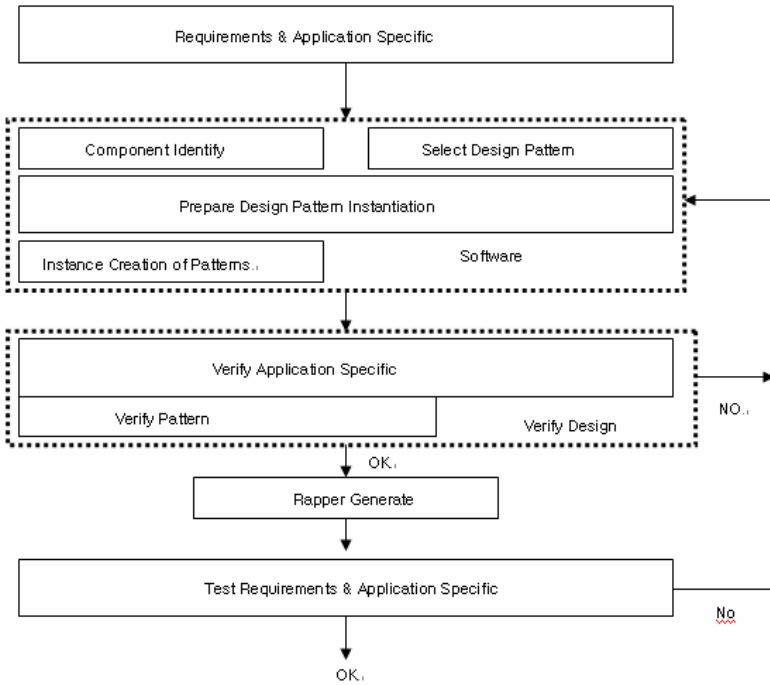 Requirements & Application Specific
Component Identify
Select Design Pattern
Prepare Design Pattern Instantiation
Instance Creation of Patterns.
Software
Verify Application Specific
Verify Pattern
Verify Design
NO.
OK.
Rapper Generate
Test Requirements & Application Specific
No
OK.